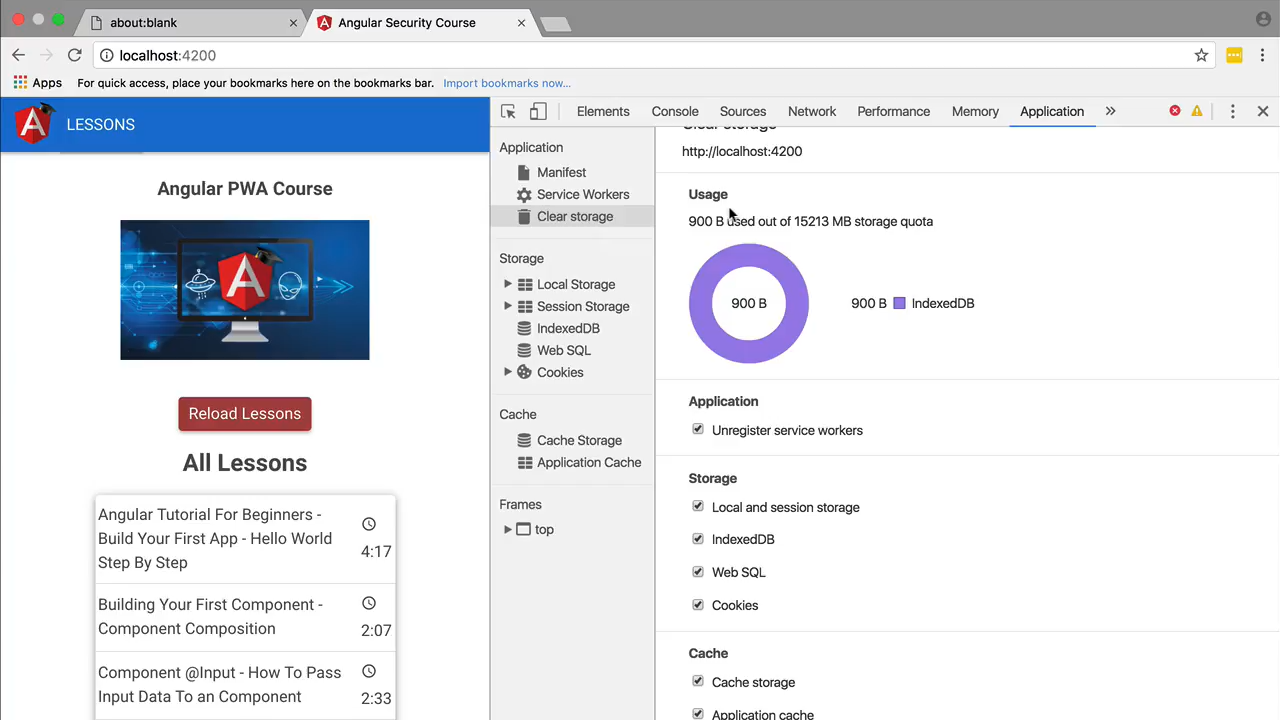 about:blank
Angular Security Course
localhost:4200
Apps
For quick access, place your bookmarks here on the bookmarks bar.
Import bookmarks now...
LESSONS
Angular PWA Course
Reload Lessons
All Lessons
Angular Tutorial For Beginners -
Build Your First App - Hello World
Step By Step
4:17
Building Your First Component -
Component Composition
2:07
Component @Input - How To Pass
Input Data To an Component
2:33
Elements
Console
Sources
Network
Performance
Memory
Application
Application
Manifest
Service Workers
Clear storage
Storage
Local Storage
Session Storage
IndexedDB
Web SQL
Cookies
Cache
Cache Storage
Application Cache
Frames
top
Clear storage
http://localhost:4200
Usage
900 B used out of 15213 MB storage quota
900 B
900 B IndexedDB
Application
Unregister service workers
Storage
Local and session storage
IndexedDB
Web SQL
Cookies
Cache
Cache storage
Application cache